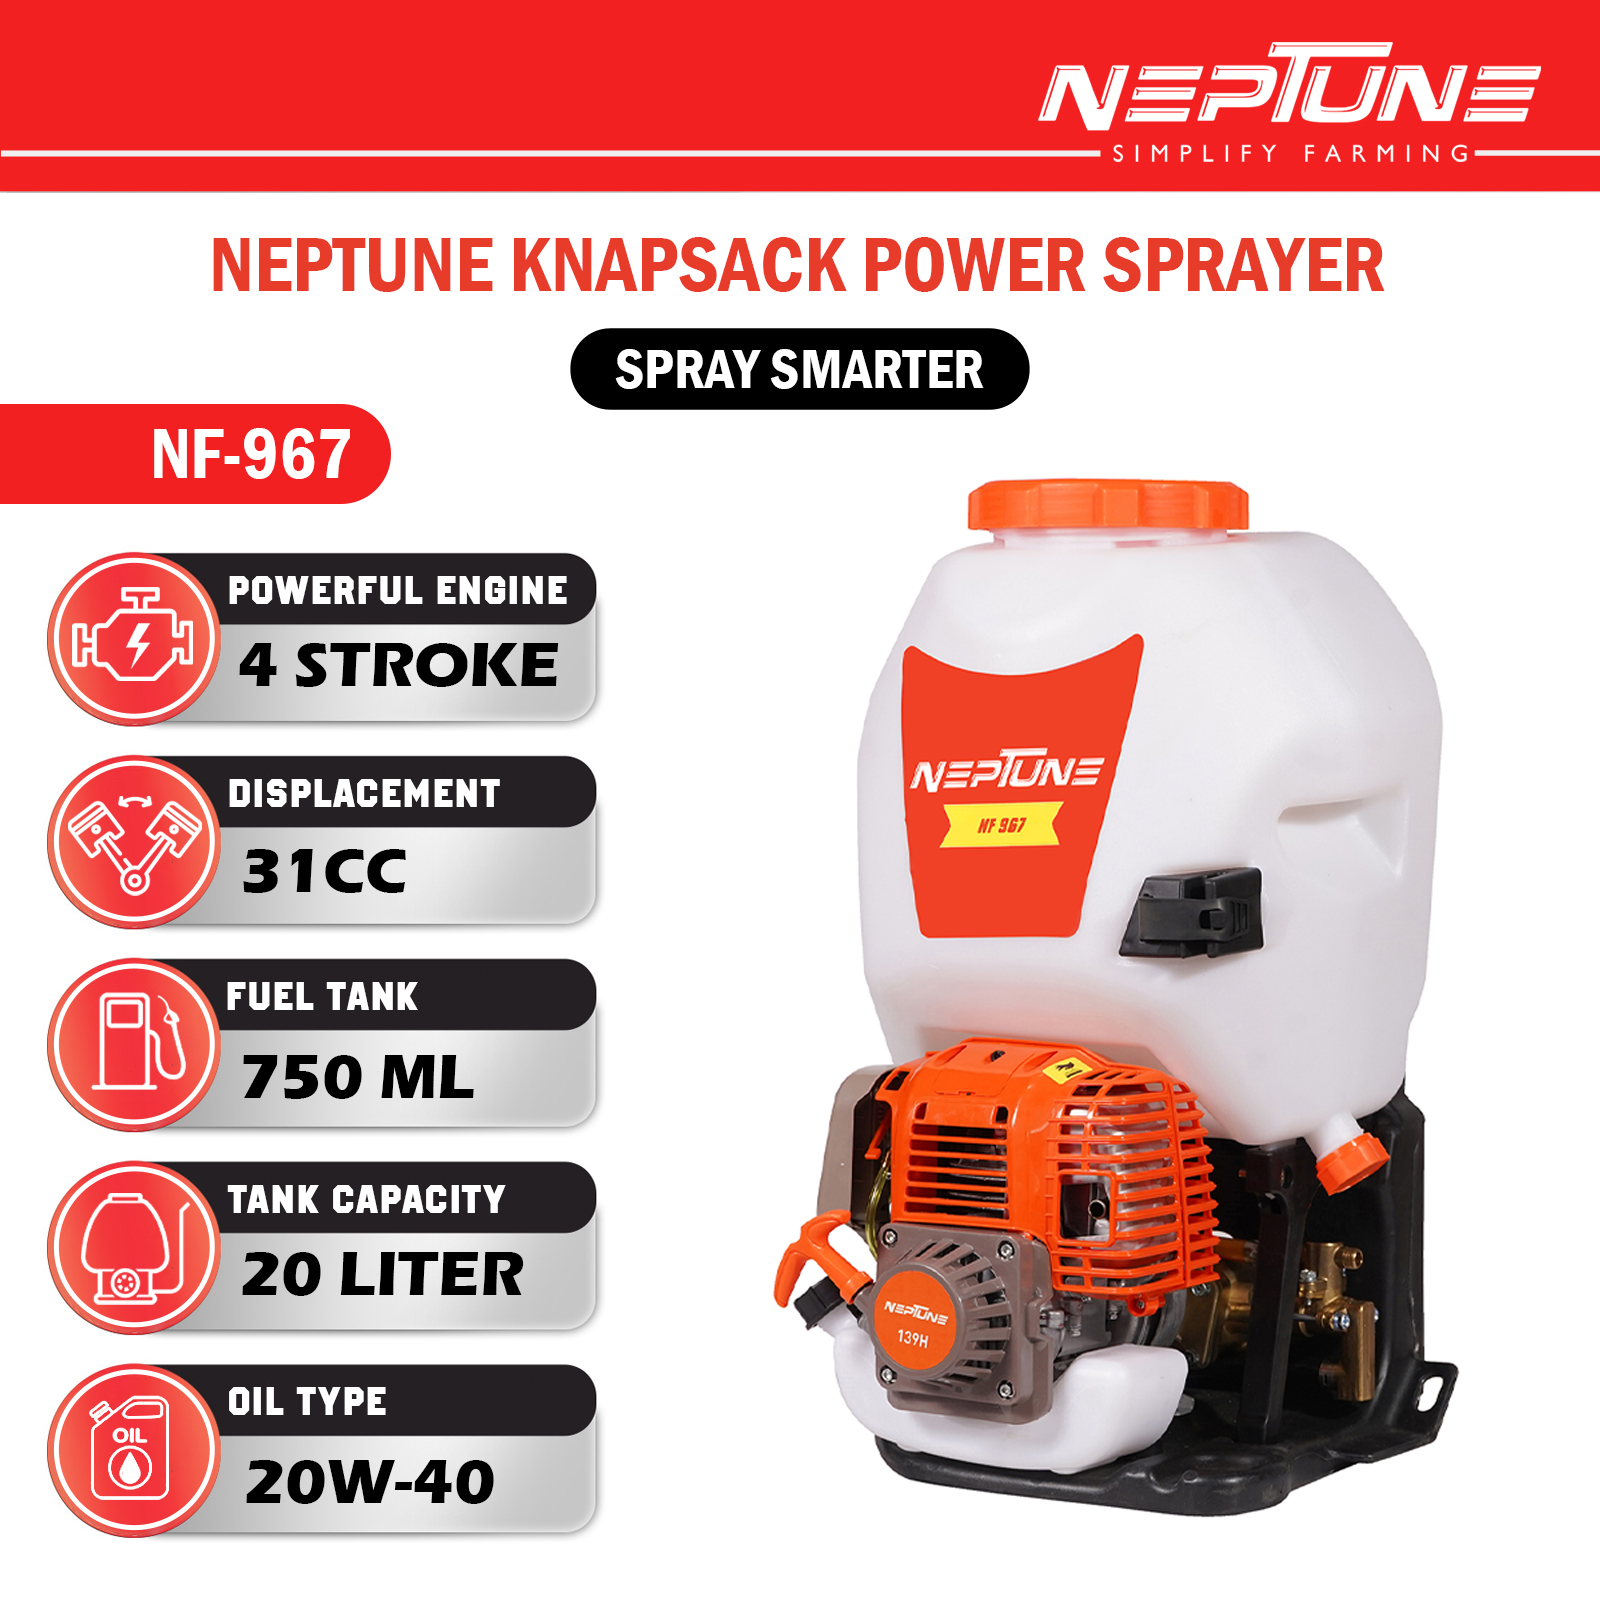 NEPTUNE
SIMPLIFY FARMING
NEPTUNE KNAPSACK POWER SPRAYER
SPRAY SMARTER
NF-967
POWERFUL ENGINE
4 STROKE
DISPLACEMENT
31CC
FUEL TANK
750 ML
TANK CAPACITY
20 LITER
OIL TYPE
OIL
20W-40
NEPTUNE
NF 967
NEPTUNE
139H